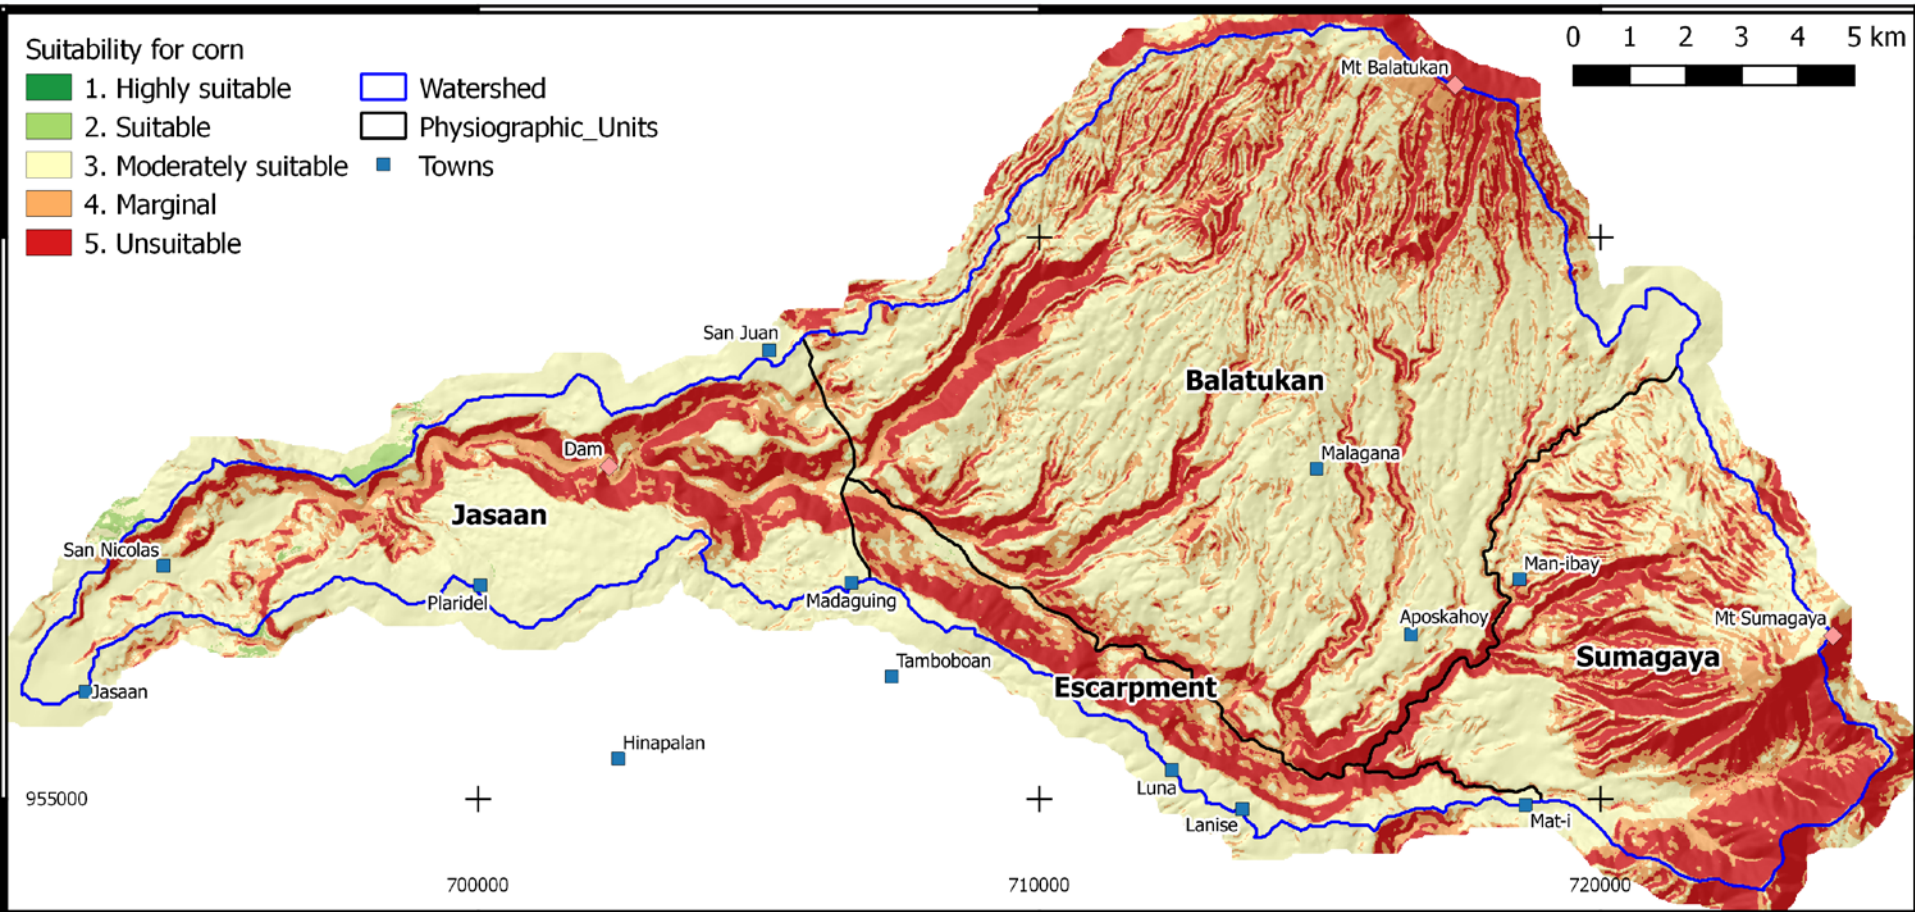 Suitability for corn
1. Highly suitable
2. Suitable
3. Moderately suitable
4. Marginal
5. Unsuitable
Watershed
Physiographic_Units
Towns
0 1 2 3 4 5 km
Mt Balatukan
San Juan
Balatukan
Dam
Malagana
Jasaan
San Nicolas
Man-ibay
Plaridel
Madaguing
Aposkahoy
Mt Sumagaya
Tamboboan
Sumagaya
Escarpment
Jasaan
Hinapalan
Luna
955000
Lanise
Mat-i
700000 710000 720000